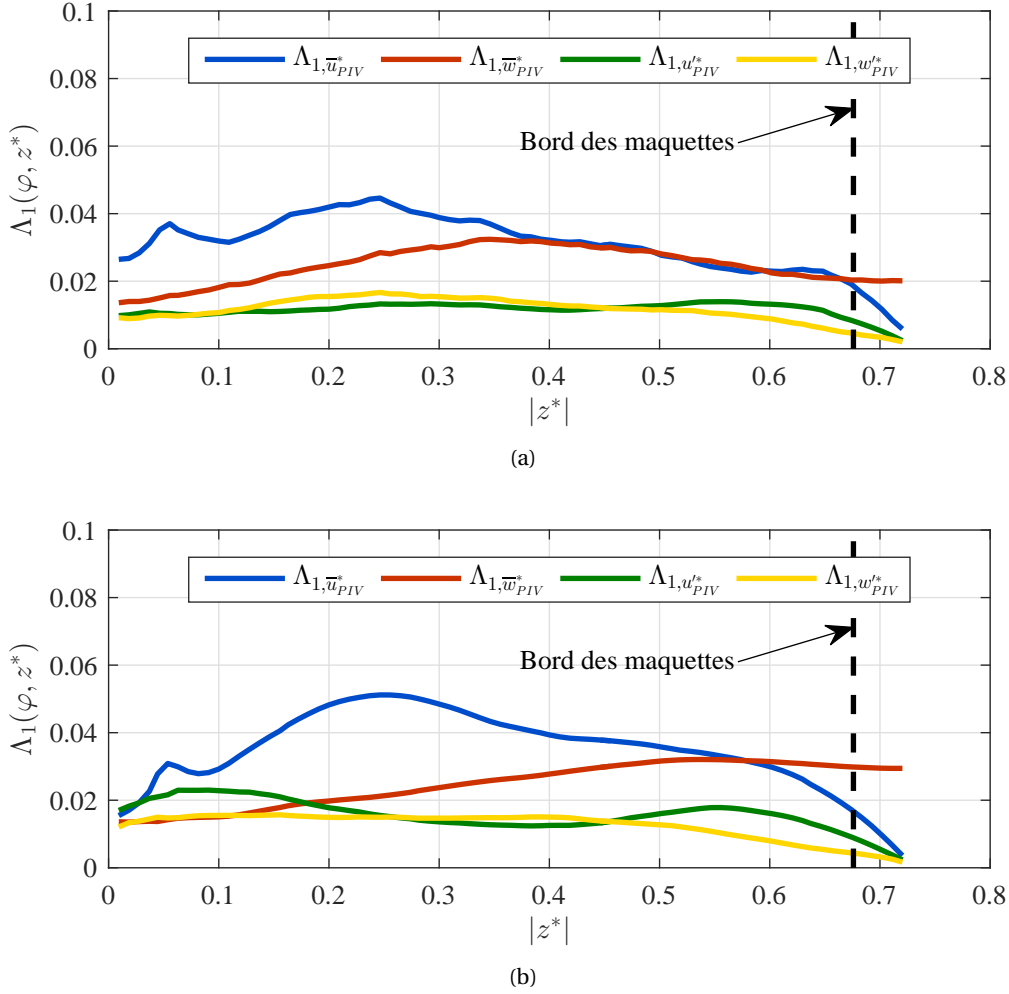 0.1
Λ₁,u̅*PIV Λ₁,w̅*PIV Λ₁,u′*PIV Λ₁,w′*PIV
0.08
Bord des maquettes
0.06
0.04
0.02
0
Λ₁(φ, z*)
0 0.1 0.2 0.3 0.4 0.5 0.6 0.7 0.8
|z*|
(a)
0.1
Λ₁,u̅*PIV Λ₁,w̅*PIV Λ₁,u′*PIV Λ₁,w′*PIV
0.08
Bord des maquettes
0.06
0.04
0.02
0
Λ₁(φ, z*)
0 0.1 0.2 0.3 0.4 0.5 0.6 0.7 0.8
|z*|
(b)